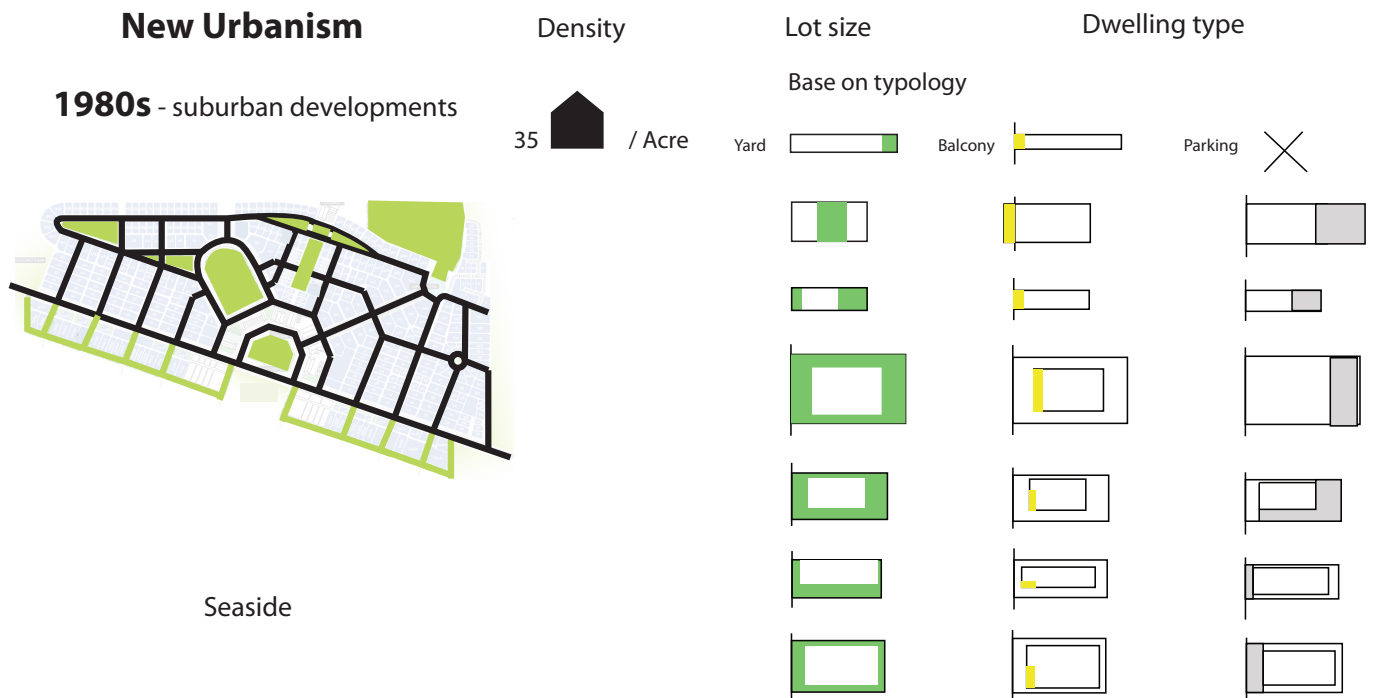 New Urbanism
1980s - suburban developments
Seaside
Density
35 / Acre
Lot size
Base on typology
Dwelling type
Yard
Balcony
Parking